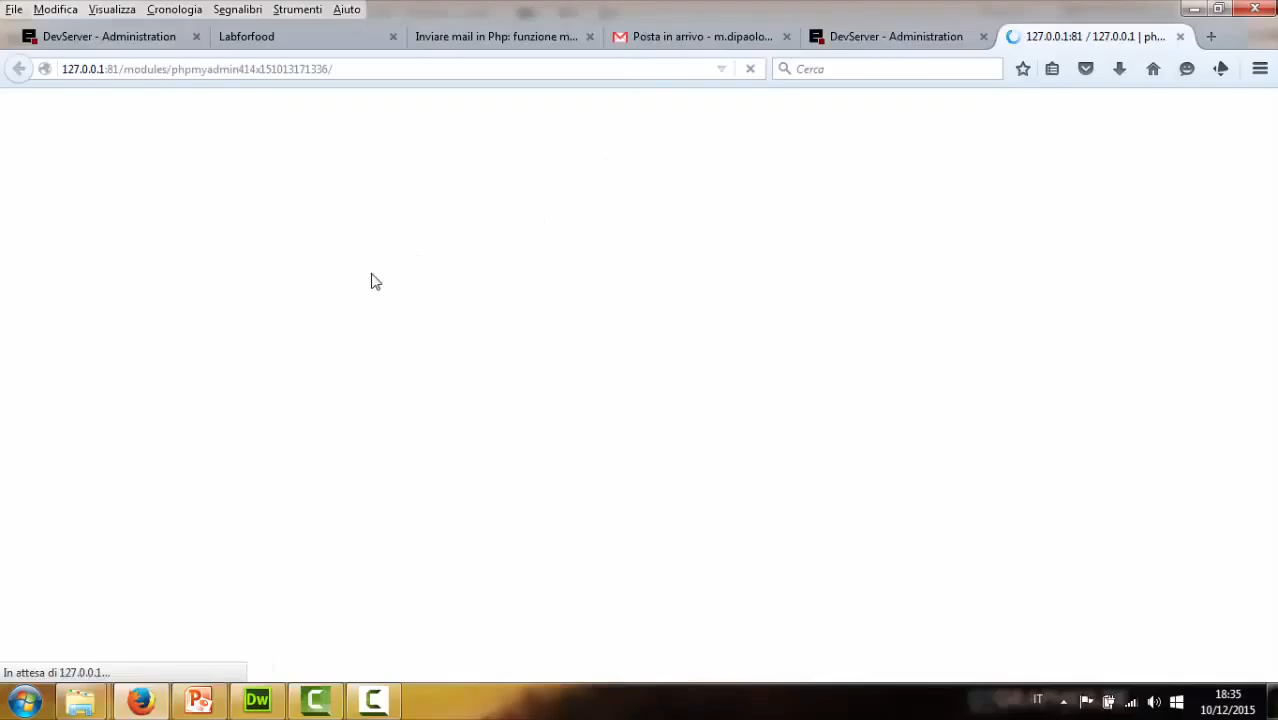 File Modifica Visualizza Cronologia Segnalibri Strumenti Aiuto
DevServer - Administration Labforfood Inviare mail in Php: funzione m... Posta in arrivo - m.dipaolo... DevServer - Administration 127.0.0.1:81 / 127.0.0.1 | ph...
127.0.0.1:81/modules/phpmyadmin414x151013171336/ Cerca
In attesa di 127.0.0.1...
Dw IT 18:35
10/12/2015